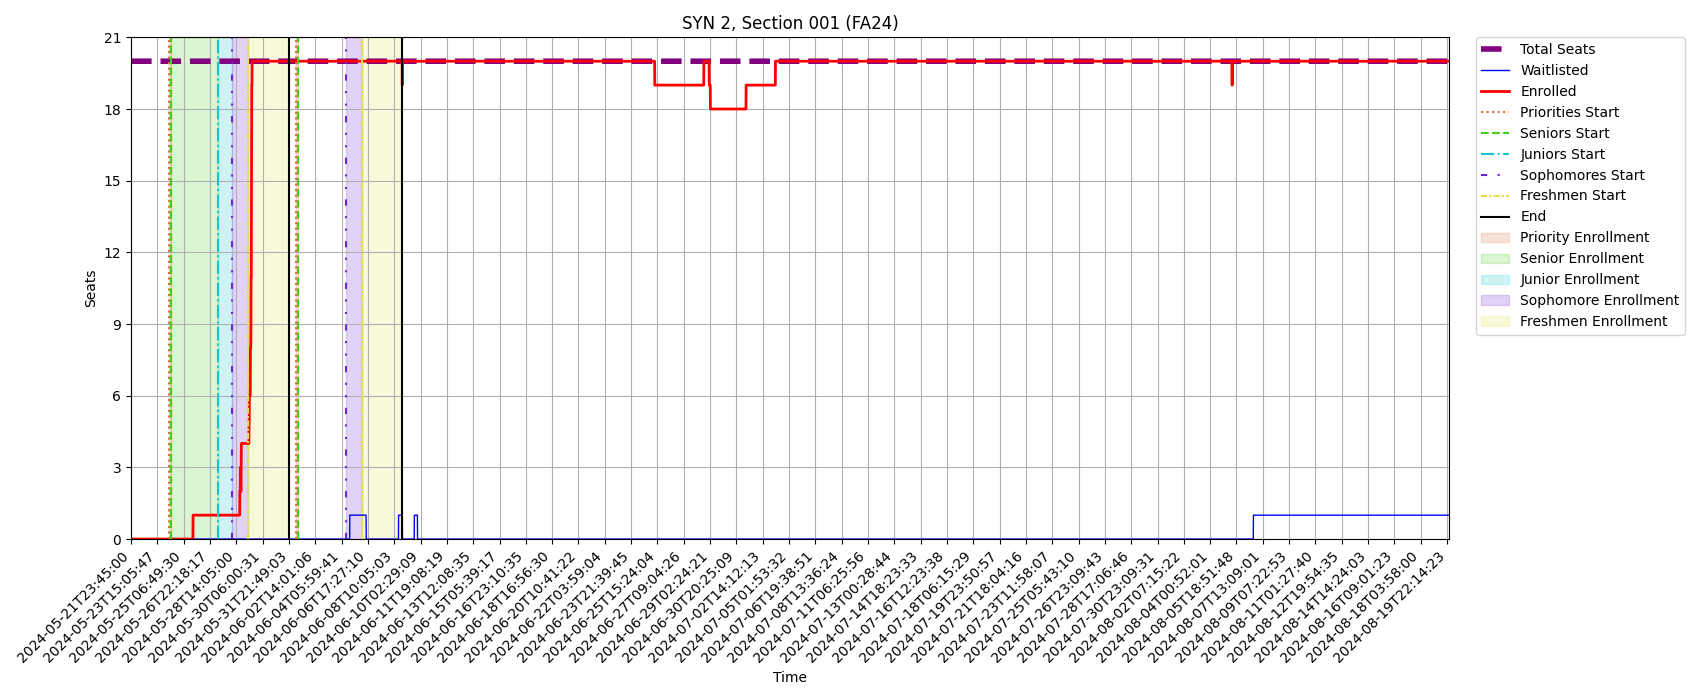 SYN 2, Section 001 (FA24)
21
18
15
12
9
6
3
0
Seats
2024-05-21T23:45:00
2024-05-23T15:05:47
2024-05-25T06:49:30
2024-05-26T22:18:17
2024-05-28T14:05:00
2024-05-30T06:00:31
2024-05-31T21:49:03
2024-06-02T14:01:06
2024-06-04T05:59:41
2024-06-06T17:27:10
2024-06-08T10:05:03
2024-06-10T02:29:09
2024-06-11T19:08:19
2024-06-13T12:08:35
2024-06-15T05:39:17
2024-06-16T23:10:35
2024-06-18T16:56:30
2024-06-20T10:41:22
2024-06-22T03:59:04
2024-06-23T21:39:45
2024-06-25T15:24:04
2024-06-27T09:04:26
2024-06-29T02:24:21
2024-06-30T20:25:09
2024-07-02T14:12:13
2024-07-05T01:53:32
2024-07-06T19:38:51
2024-07-08T13:36:24
2024-07-11T06:25:56
2024-07-13T00:28:44
2024-07-14T18:23:33
2024-07-16T12:23:38
2024-07-18T06:15:29
2024-07-19T23:50:57
2024-07-21T18:04:16
2024-07-23T11:58:07
2024-07-25T05:43:10
2024-07-26T23:09:43
2024-07-28T17:06:46
2024-07-30T23:09:31
2024-08-02T07:15:22
2024-08-04T00:52:01
2024-08-05T18:51:48
2024-08-07T13:09:01
2024-08-09T07:22:53
2024-08-11T01:27:40
2024-08-12T19:54:35
2024-08-14T14:24:03
2024-08-16T09:01:23
2024-08-18T03:58:00
2024-08-19T22:14:23
Time
Total Seats
Waitlisted
Enrolled
Priorities Start
Seniors Start
Juniors Start
Sophomores Start
Freshmen Start
End
Priority Enrollment
Senior Enrollment
Junior Enrollment
Sophomore Enrollment
Freshmen Enrollment